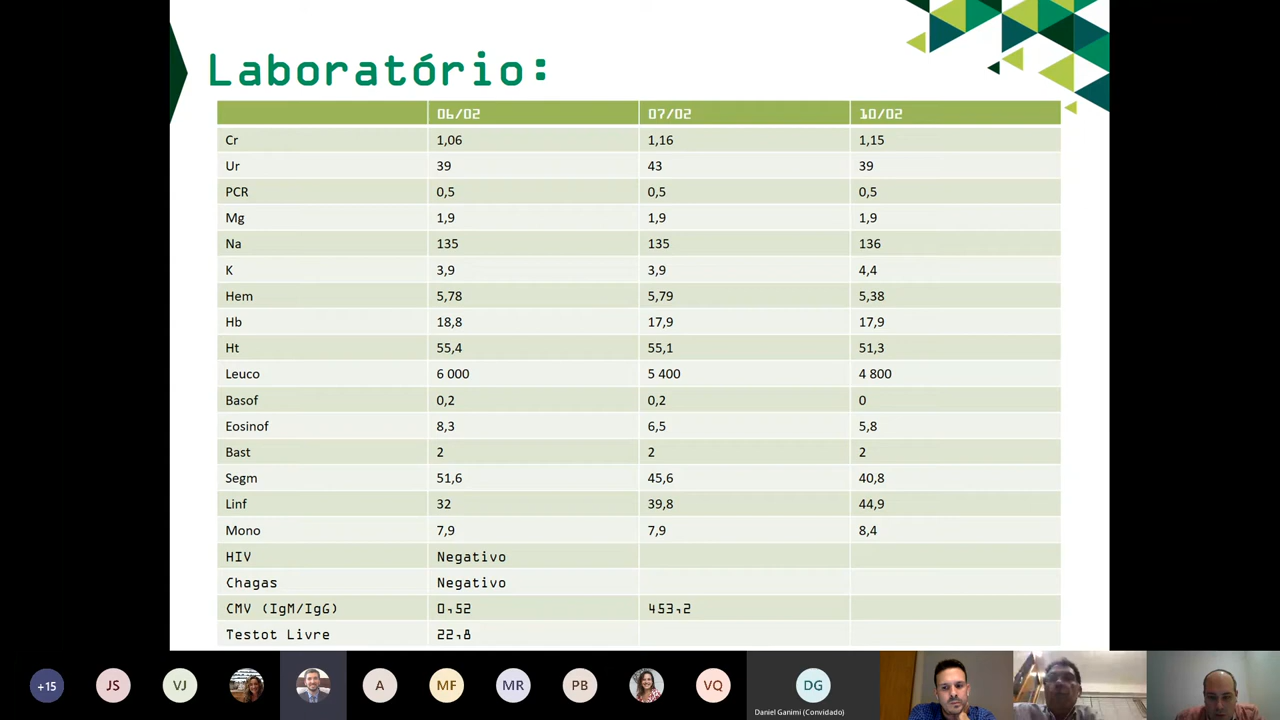 Laboratório:
06/02 07/02 10/02
Cr 1,06 1,16 1,15
Ur 39 43 39
PCR 0,5 0,5 0,5
Mg 1,9 1,9 1,9
Na 135 135 136
K 3,9 3,9 4,4
Hem 5,78 5,79 5,38
Hb 18,8 17,9 17,9
Ht 55,4 55,1 51,3
Leuco 6 000 5 400 4 800
Basof 0,2 0,2 0
Eosinof 8,3 6,5 5,8
Bast 2 2 2
Segm 51,6 45,6 40,8
Linf 32 39,8 44,9
Mono 7,9 7,9 8,4
HIV Negativo
Chagas Negativo
CMV (IgM/IgG) 0,52 453,2
Testot Livre 22,8
+15 JS VJ A MF MR PB VQ DG
Daniel Ganimi (Convidado)